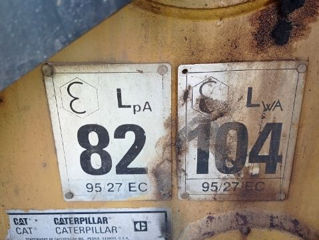 ε LpA
82
95/27 EC
ε LWA
104
95/27 EC
CAT CATERPILLAR
CAT CATERPILLAR